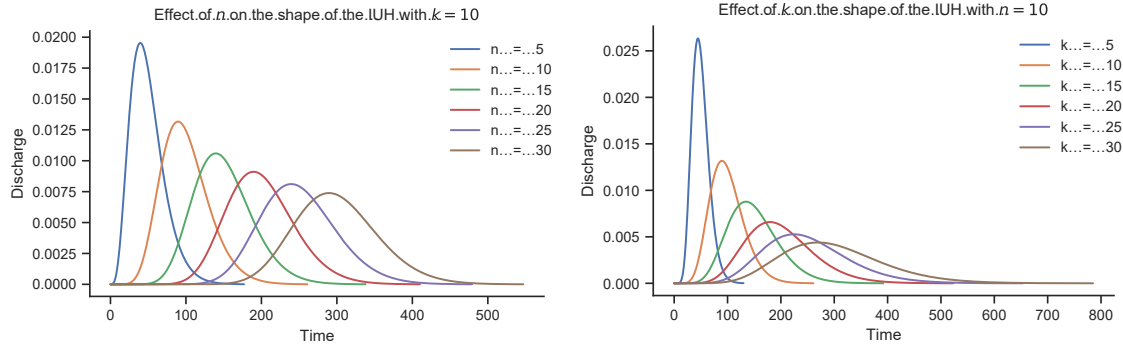 Effect.of.n.on.the.shape.of.the.IUH.with.k = 10
0.0200
0.0175
0.0150
0.0125
0.0100
0.0075
0.0050
0.0025
0.0000
Discharge
0 100 200 300 400 500
Time
n...=...5
n...=...10
n...=...15
n...=...20
n...=...25
n...=...30
Effect.of.k.on.the.shape.of.the.IUH.with.n = 10
0.025
0.020
0.015
0.010
0.005
0.000
Discharge
0 100 200 300 400 500 600 700 800
Time
k...=...5
k...=...10
k...=...15
k...=...20
k...=...25
k...=...30